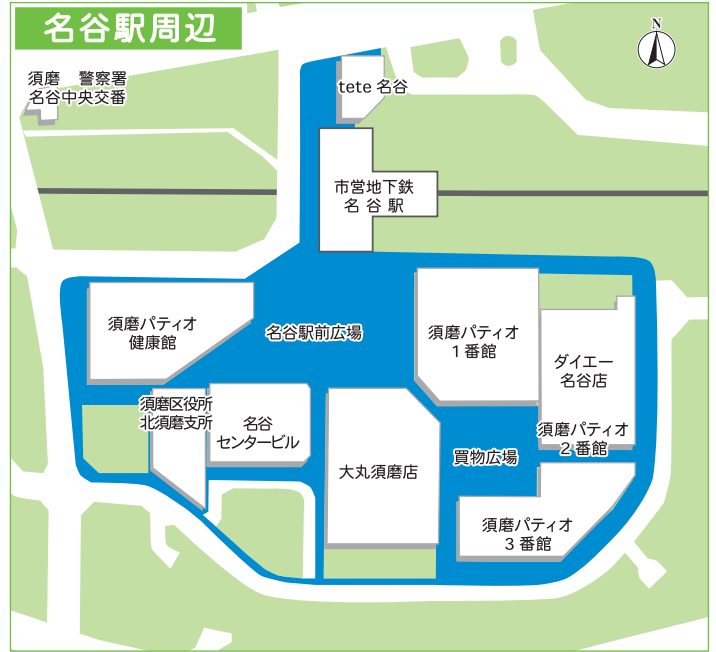 名谷駅周辺
N
須磨 警察署
名谷中央交番
tete 名谷
市営地下鉄
名谷駅
須磨パティオ
健康館
名谷駅前広場
須磨パティオ
1番館
ダイエー
名谷店
須磨区役所
北須磨支所
名谷
センタービル
大丸須磨店
買物広場
須磨パティオ
2番館
須磨パティオ
3番館